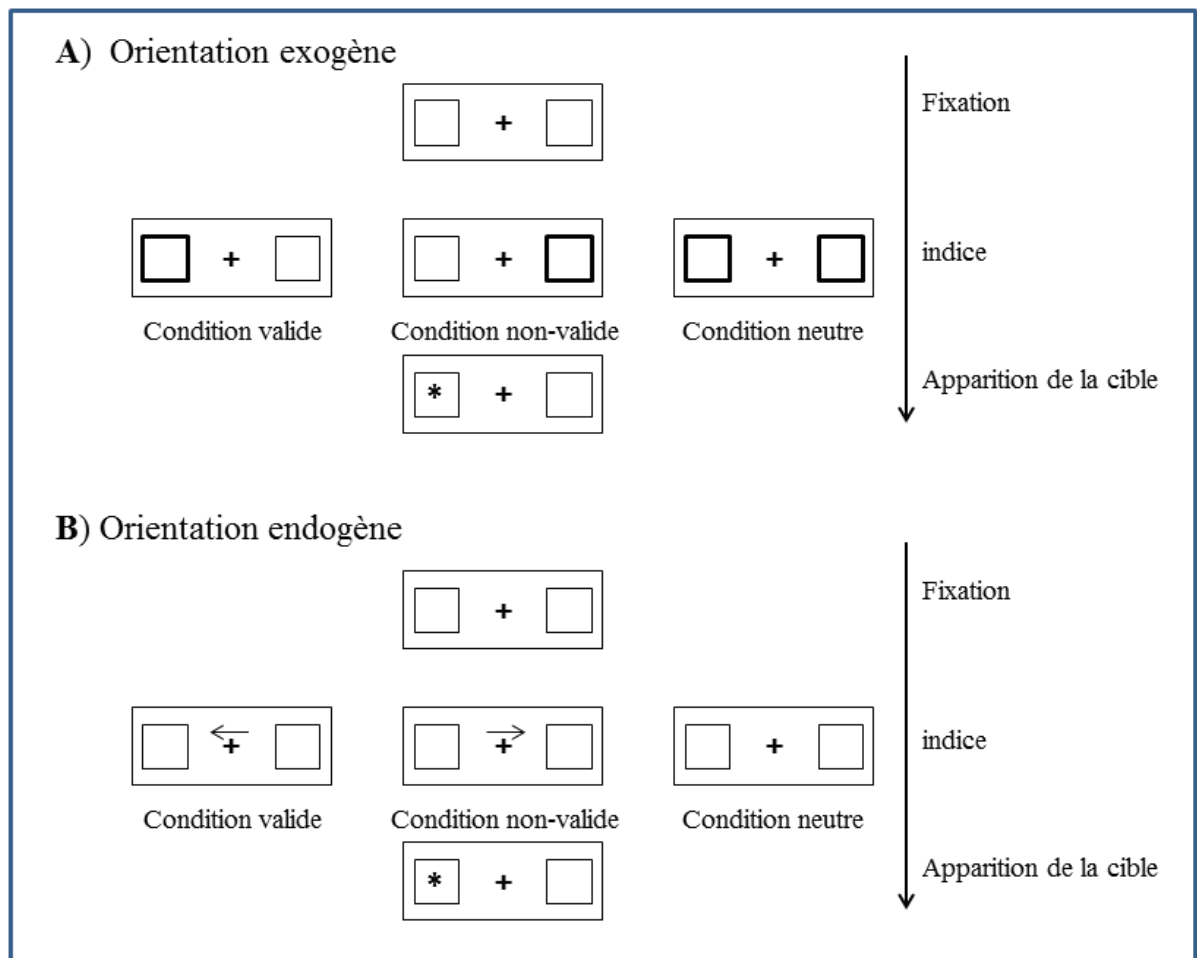 A) Orientation exogène
+
Fixation
+ + +
indice
Condition valide Condition non-valide Condition neutre
* +
Apparition de la cible
B) Orientation endogène
+
Fixation
+ + +
indice
Condition valide Condition non-valide Condition neutre
* +
Apparition de la cible